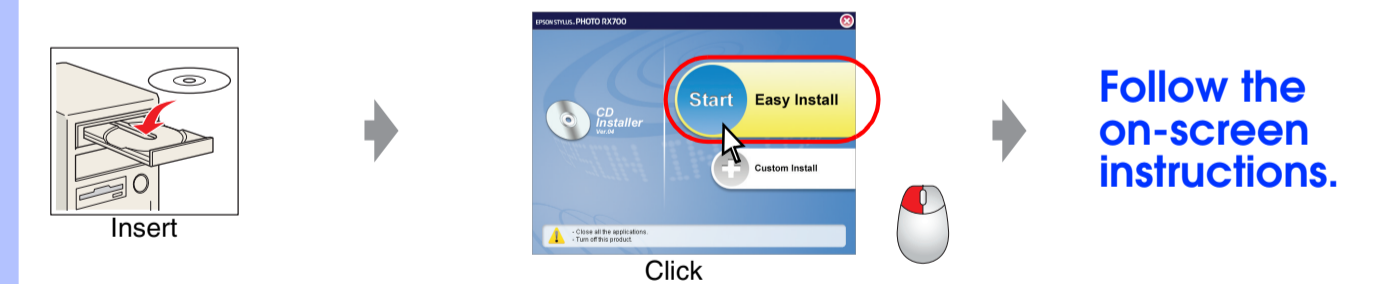 Insert
EPSON STYLUS PHOTO RX700
CD
Installer
Ver.04
Start Easy Install
Custom Install
- Close all the applications.
- Turn off this product.
Click
Follow the
on-screen
instructions.